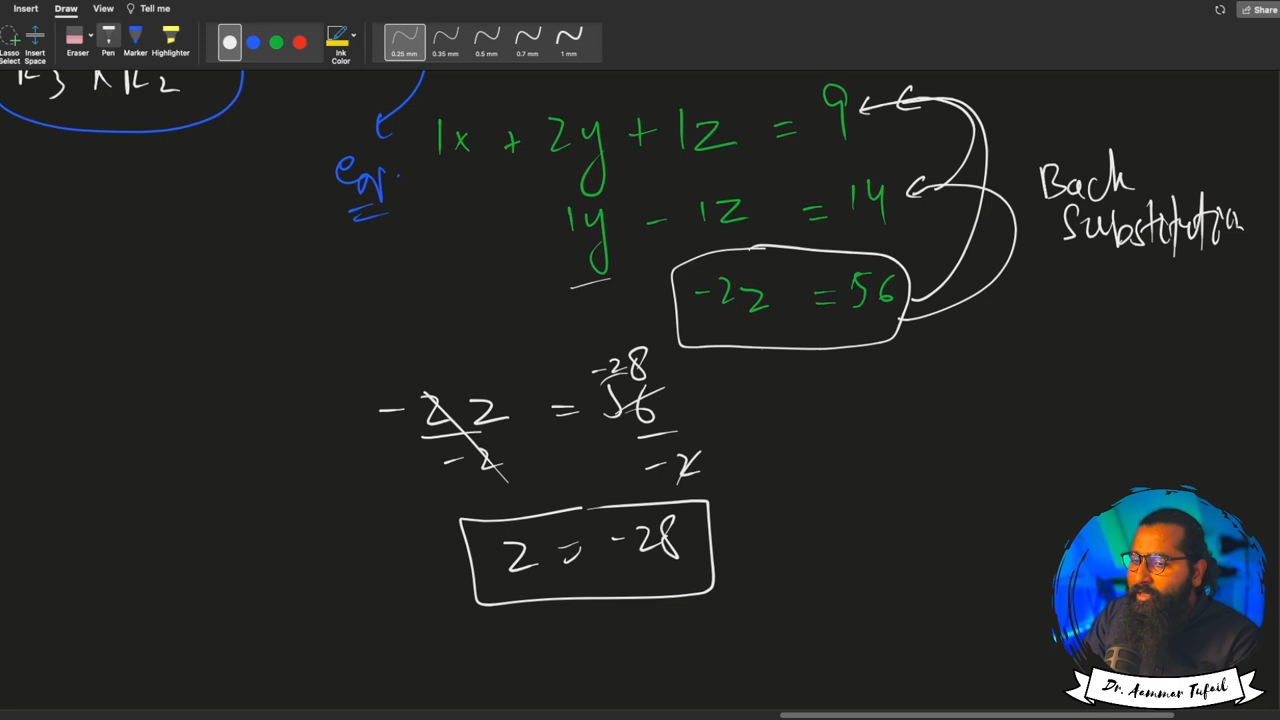 Insert Draw View Tell me Share
Lasso Select Insert Space Eraser Pen Marker Highlighter Ink Color 0.25 mm 0.35 mm 0.5 mm 0.7 mm 1 mm
1x + 2y + 1z = 9
eq.
1y - 1z = 14
Back
Substitution
-2z = 56
-28
- 2 z = 56
-2 -2
z = -28
Dr. Aammar Tufail